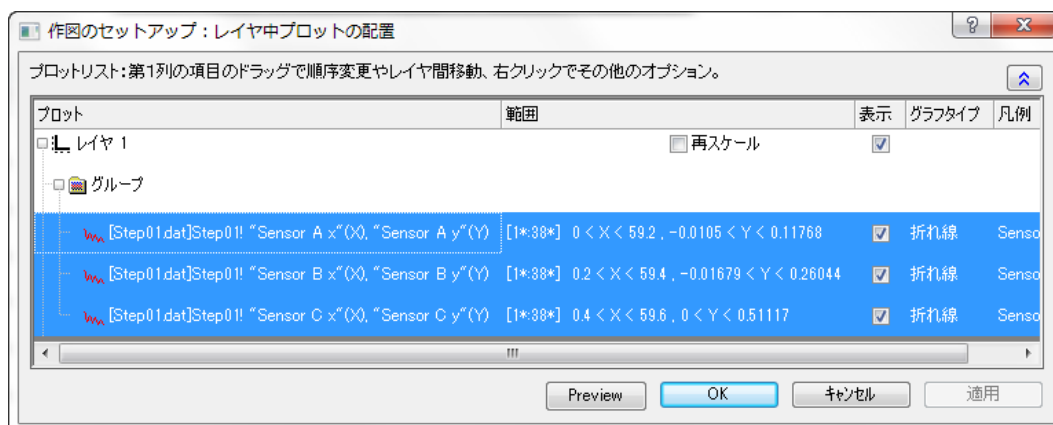 作図のセットアップ：レイヤ中プロットの配置
プロットリスト：第1列の項目のドラッグで順序変更やレイヤ間移動、右クリックでその他のオプション。
プロット 範囲 表示 グラフタイプ 凡例
レイヤ 1 再スケール
グループ
[Step01.dat]Step01! "Sensor A x"(X), "Sensor A y"(Y) [1*:38*] 0 < X < 59.2 , -0.0105 < Y < 0.11768 折れ線 Senso
[Step01.dat]Step01! "Sensor B x"(X), "Sensor B y"(Y) [1*:38*] 0.2 < X < 59.4 , -0.01679 < Y < 0.26044 折れ線 Senso
[Step01.dat]Step01! "Sensor C x"(X), "Sensor C y"(Y) [1*:38*] 0.4 < X < 59.6 , 0 < Y < 0.51117 折れ線 Senso
Preview OK キャンセル 適用